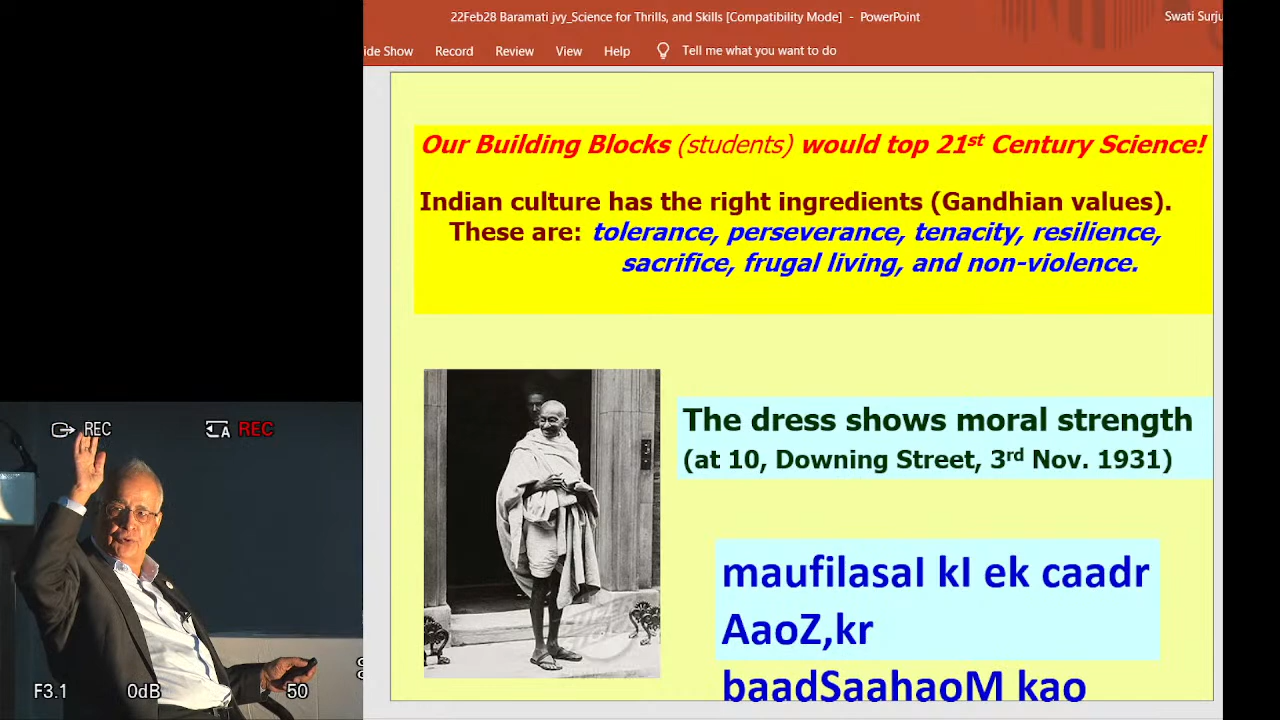 22Feb28 Baramati jvy_Science for Thrills, and Skills [Compatibility Mode] - PowerPoint
Swati Surju
ide Show Record Review View Help Tell me what you want to do
Our Building Blocks (students) would top 21st Century Science!
Indian culture has the right ingredients (Gandhian values).
These are: tolerance, perseverance, tenacity, resilience,
sacrifice, frugal living, and non-violence.
The dress shows moral strength
(at 10, Downing Street, 3rd Nov. 1931)
maufilasaI kI ek caadr
AaoZ,kr
baadSaahaoM kao
REC
A REC
F3.1 0dB 50